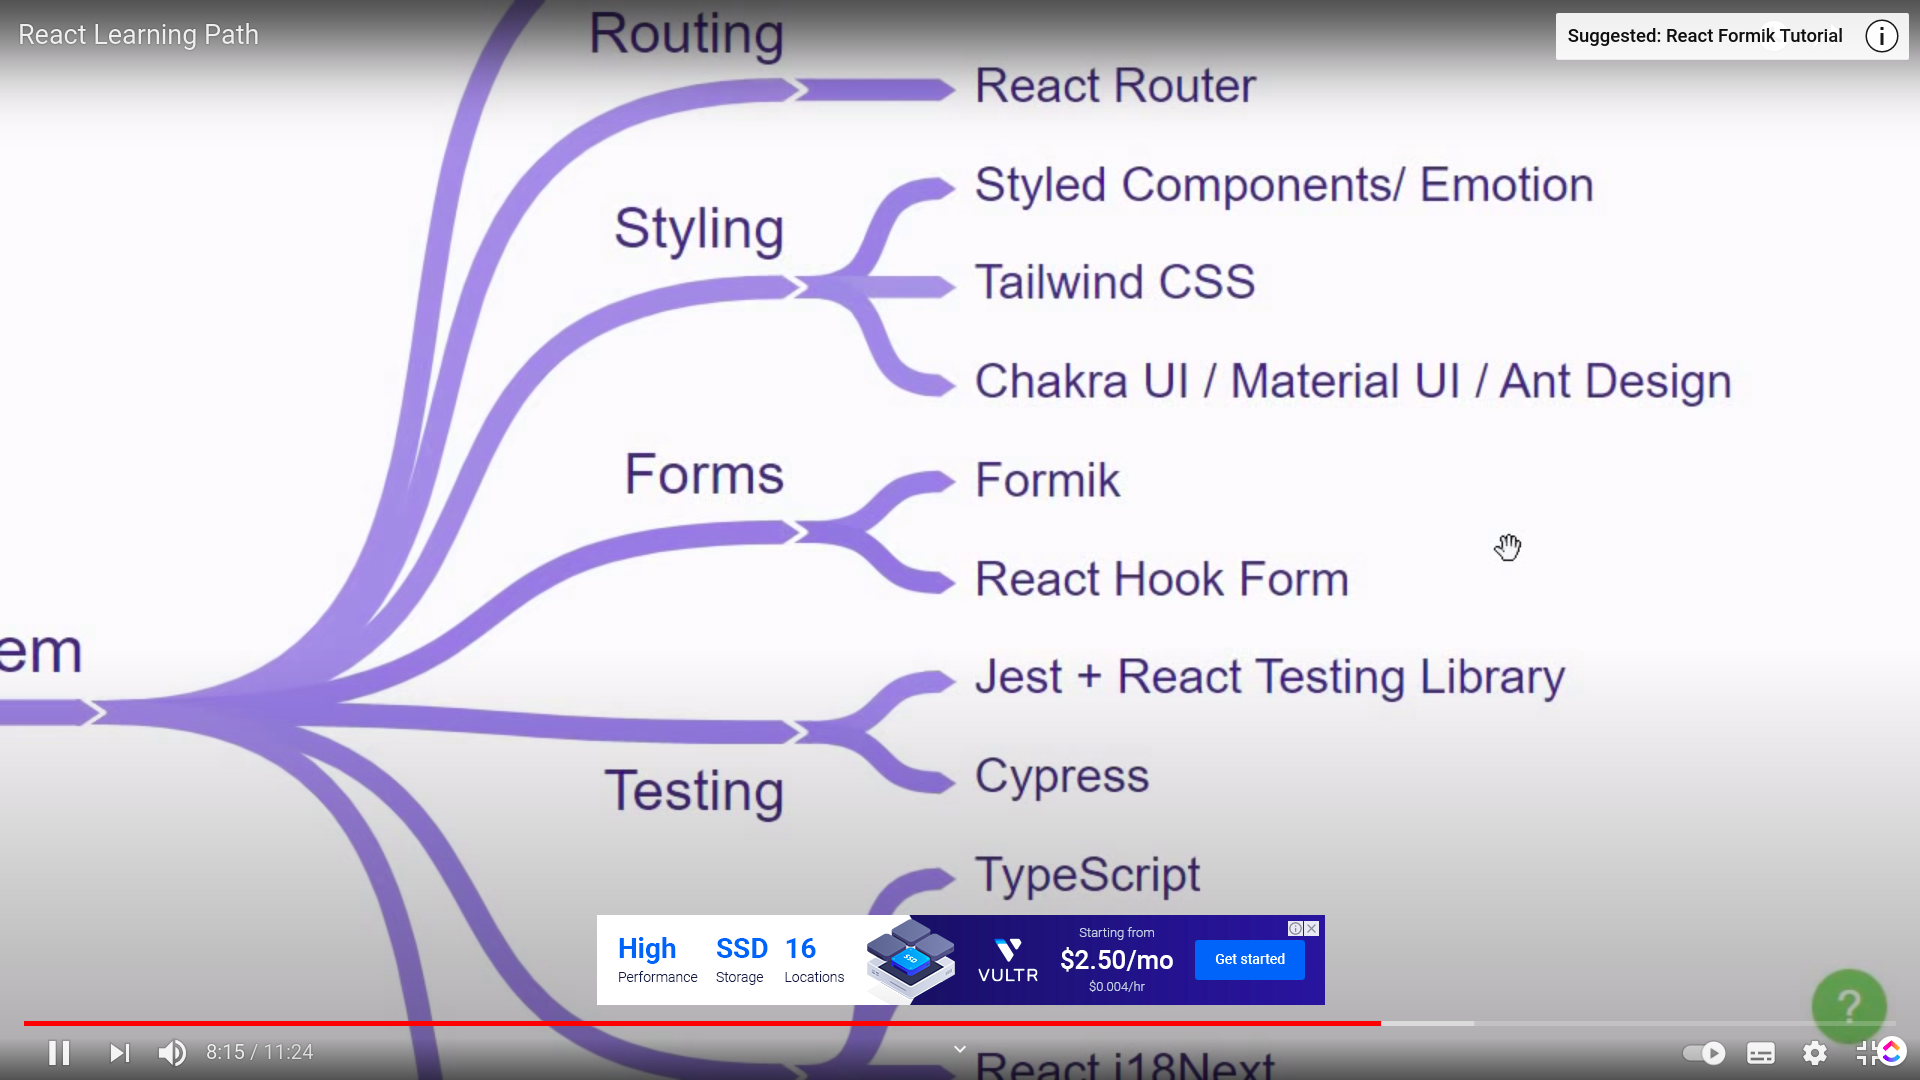 React Learning Path
Suggested: React Formik Tutorial
Routing
React Router
Styling
Styled Components/ Emotion
Tailwind CSS
Chakra UI / Material UI / Ant Design
Forms
Formik
React Hook Form
em
Testing
Jest + React Testing Library
Cypress
TypeScript
High Performance
SSD Storage
16 Locations
SSD
VULTR
Starting from
$2.50/mo
$0.004/hr
Get started
?
8:15 / 11:24
React i18Next